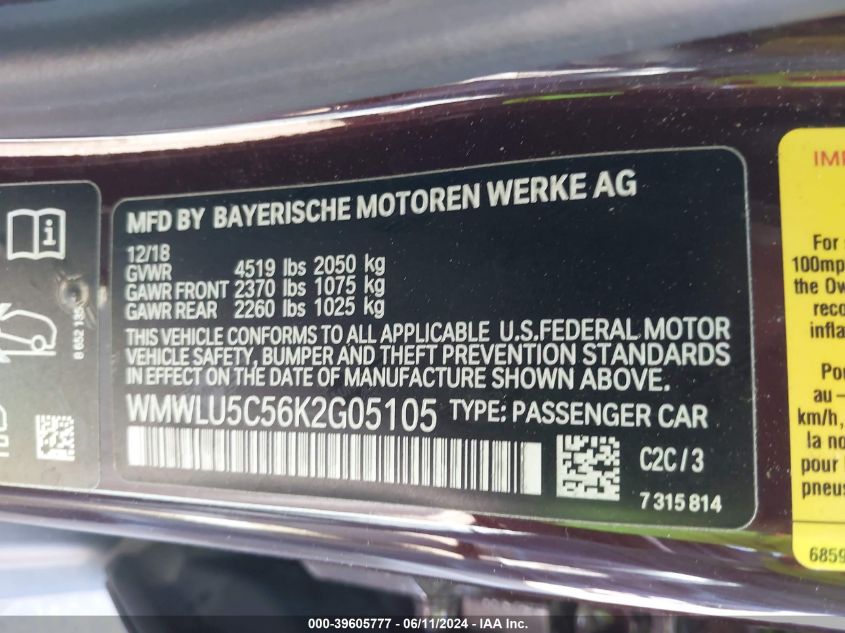 MFD BY BAYERISCHE MOTOREN WERKE AG
12/18
GVWR 4519 lbs 2050 kg
GAWR FRONT 2370 lbs 1075 kg
GAWR REAR 2260 lbs 1025 kg
THIS VEHICLE CONFORMS TO ALL APPLICABLE U.S.FEDERAL MOTOR
VEHICLE SAFETY, BUMPER AND THEFT PREVENTION STANDARDS
IN EFFECT ON THE DATE OF MANUFACTURE SHOWN ABOVE.
WMWLU5C56K2G05105 TYPE: PASSENGER CAR
C2C/3
7 315 814
For
100mp
the Ow
reco
infla
Po
au –
km/h,
la no
pour
pneus
6859
000-39605777 - 06/11/2024 - IAA Inc.